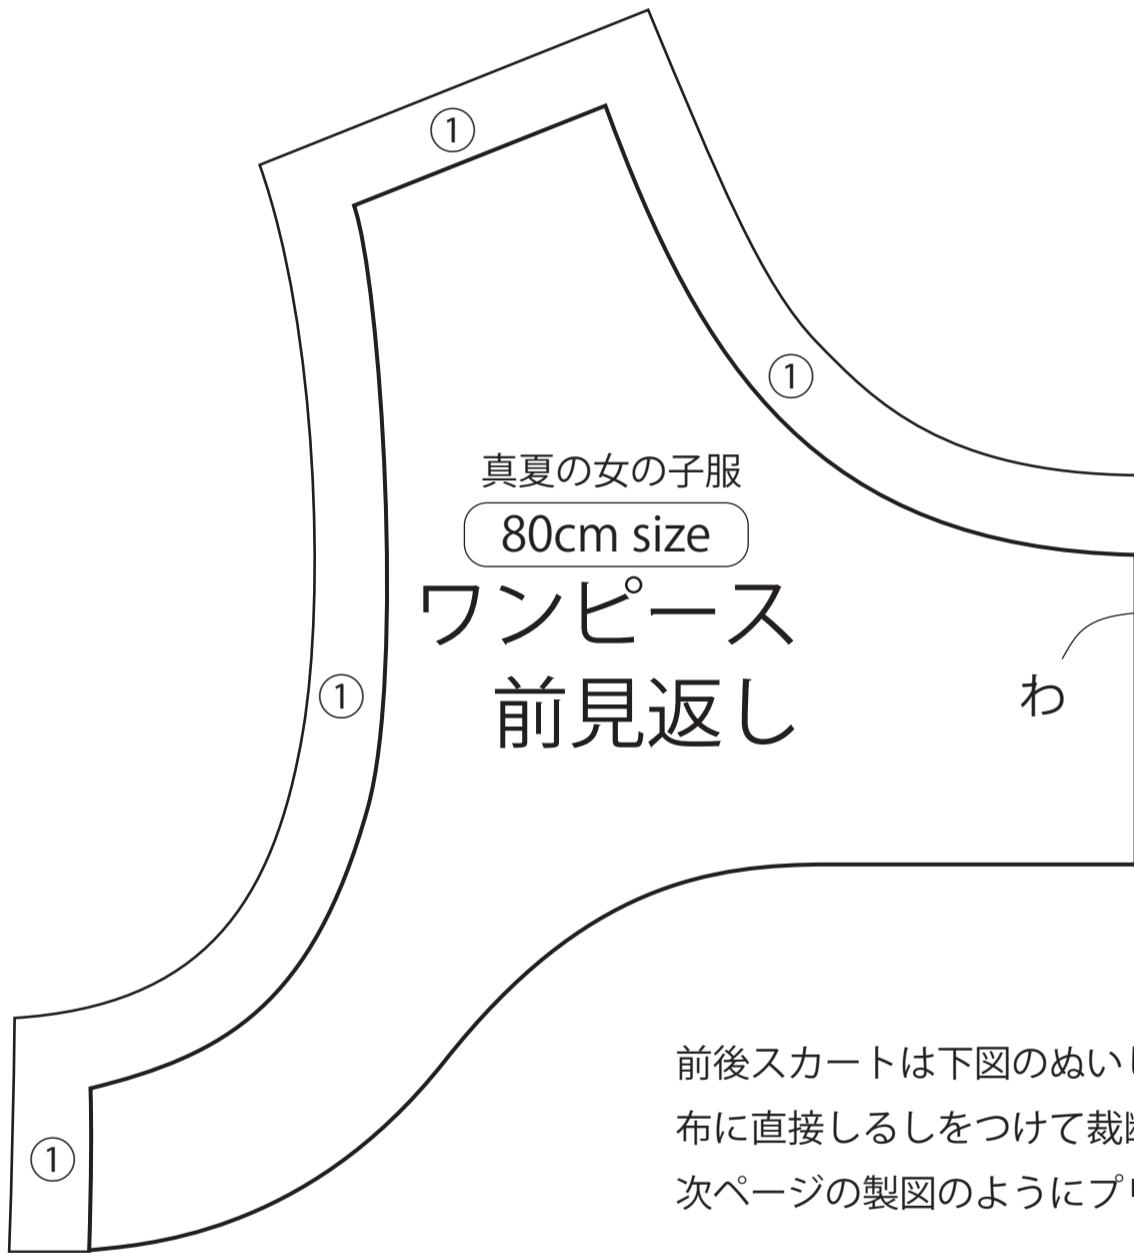 ①
①
真夏の女の子服
80cm size
ワンピース
前見返し
①
わ
前後スカートは下図のぬいし
布に直接しるしをつけて裁断
次ページの製図のようにプリ
①